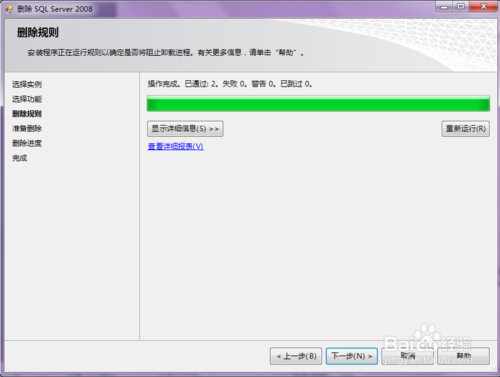 删除 SQL Server 2008
删除规则
安装程序正在运行规则以确定是否将阻止卸载进程。有关更多信息，请单击“帮助”。
选择实例
选择功能
删除规则
准备删除
删除进度
完成
操作完成。已通过: 2。失败 0。警告 0。已跳过 0。
显示详细信息(S) >>
重新运行(R)
查看详细报表(V)
< 上一步(B)
下一步(N) >
取消
帮助
Baidu 经验